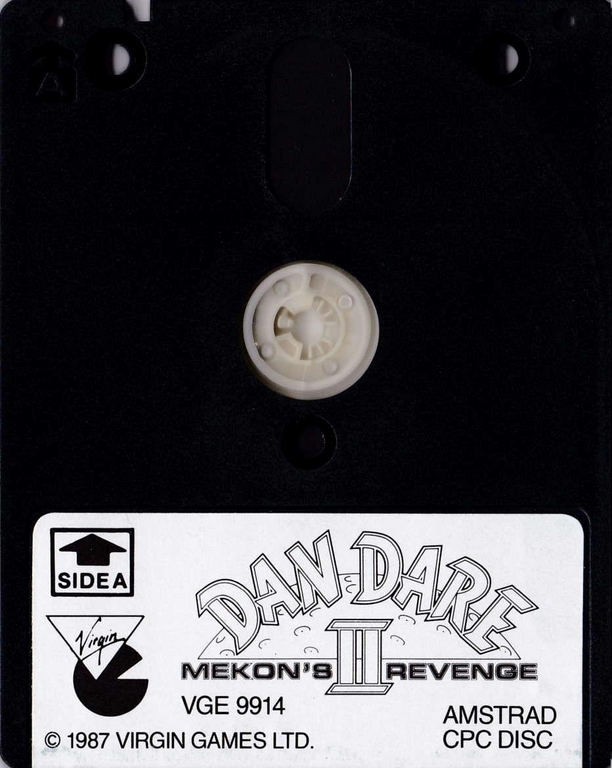 A
SIDE A
Virgin
DAN DARE
II
MEKON'S REVENGE
VGE 9914
© 1987 VIRGIN GAMES LTD.
AMSTRAD
CPC DISC